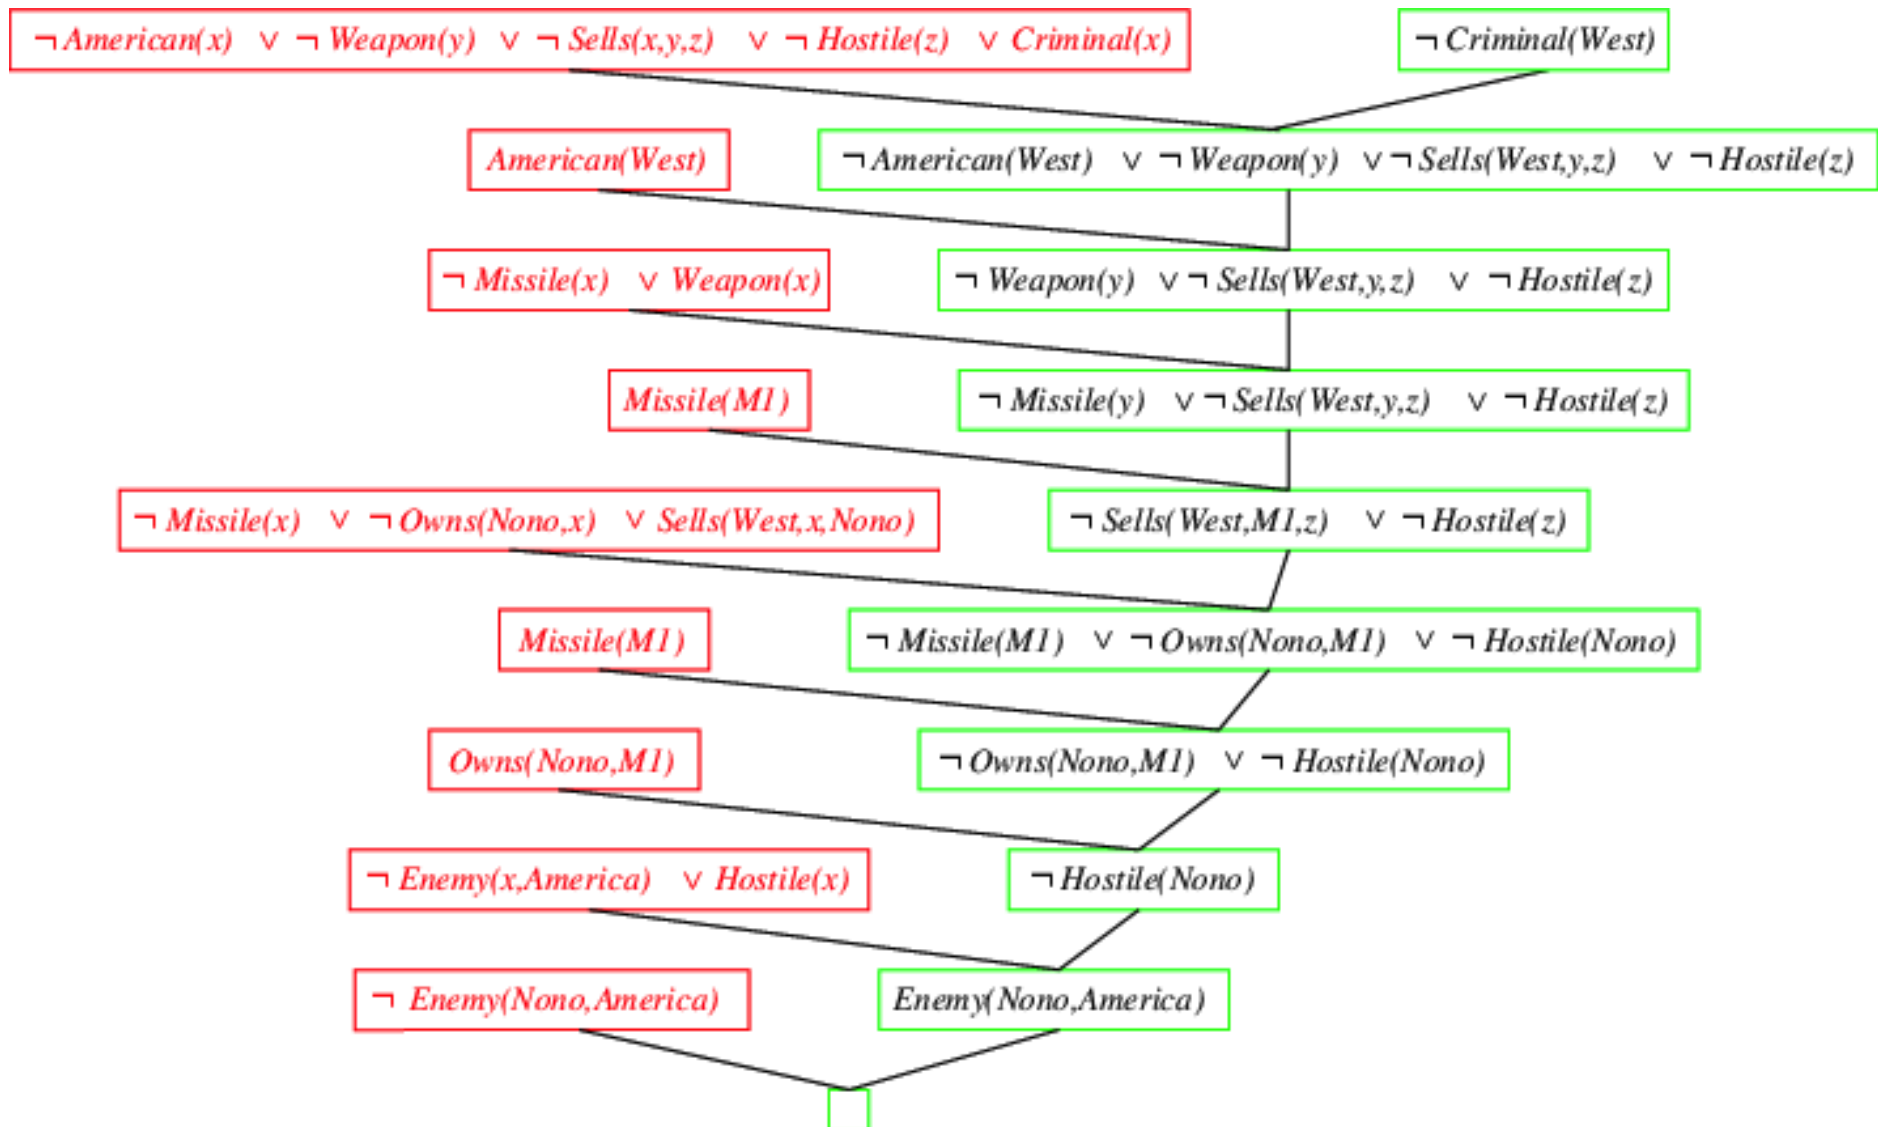 ¬ American(x) ∨ ¬ Weapon(y) ∨ ¬ Sells(x,y,z) ∨ ¬ Hostile(z) ∨ Criminal(x)
¬ Criminal(West)
American(West)
¬ American(West) ∨ ¬ Weapon(y) ∨ ¬ Sells(West,y,z) ∨ ¬ Hostile(z)
¬ Missile(x) ∨ Weapon(x)
¬ Weapon(y) ∨ ¬ Sells(West,y,z) ∨ ¬ Hostile(z)
Missile(M1)
¬ Missile(y) ∨ ¬ Sells(West,y,z) ∨ ¬ Hostile(z)
¬ Missile(x) ∨ ¬ Owns(Nono,x) ∨ Sells(West,x,Nono)
¬ Sells(West,M1,z) ∨ ¬ Hostile(z)
Missile(M1)
¬ Missile(M1) ∨ ¬ Owns(Nono,M1) ∨ ¬ Hostile(Nono)
Owns(Nono,M1)
¬ Owns(Nono,M1) ∨ ¬ Hostile(Nono)
¬ Enemy(x,America) ∨ Hostile(x)
¬ Hostile(Nono)
¬ Enemy(Nono,America)
Enemy(Nono,America)